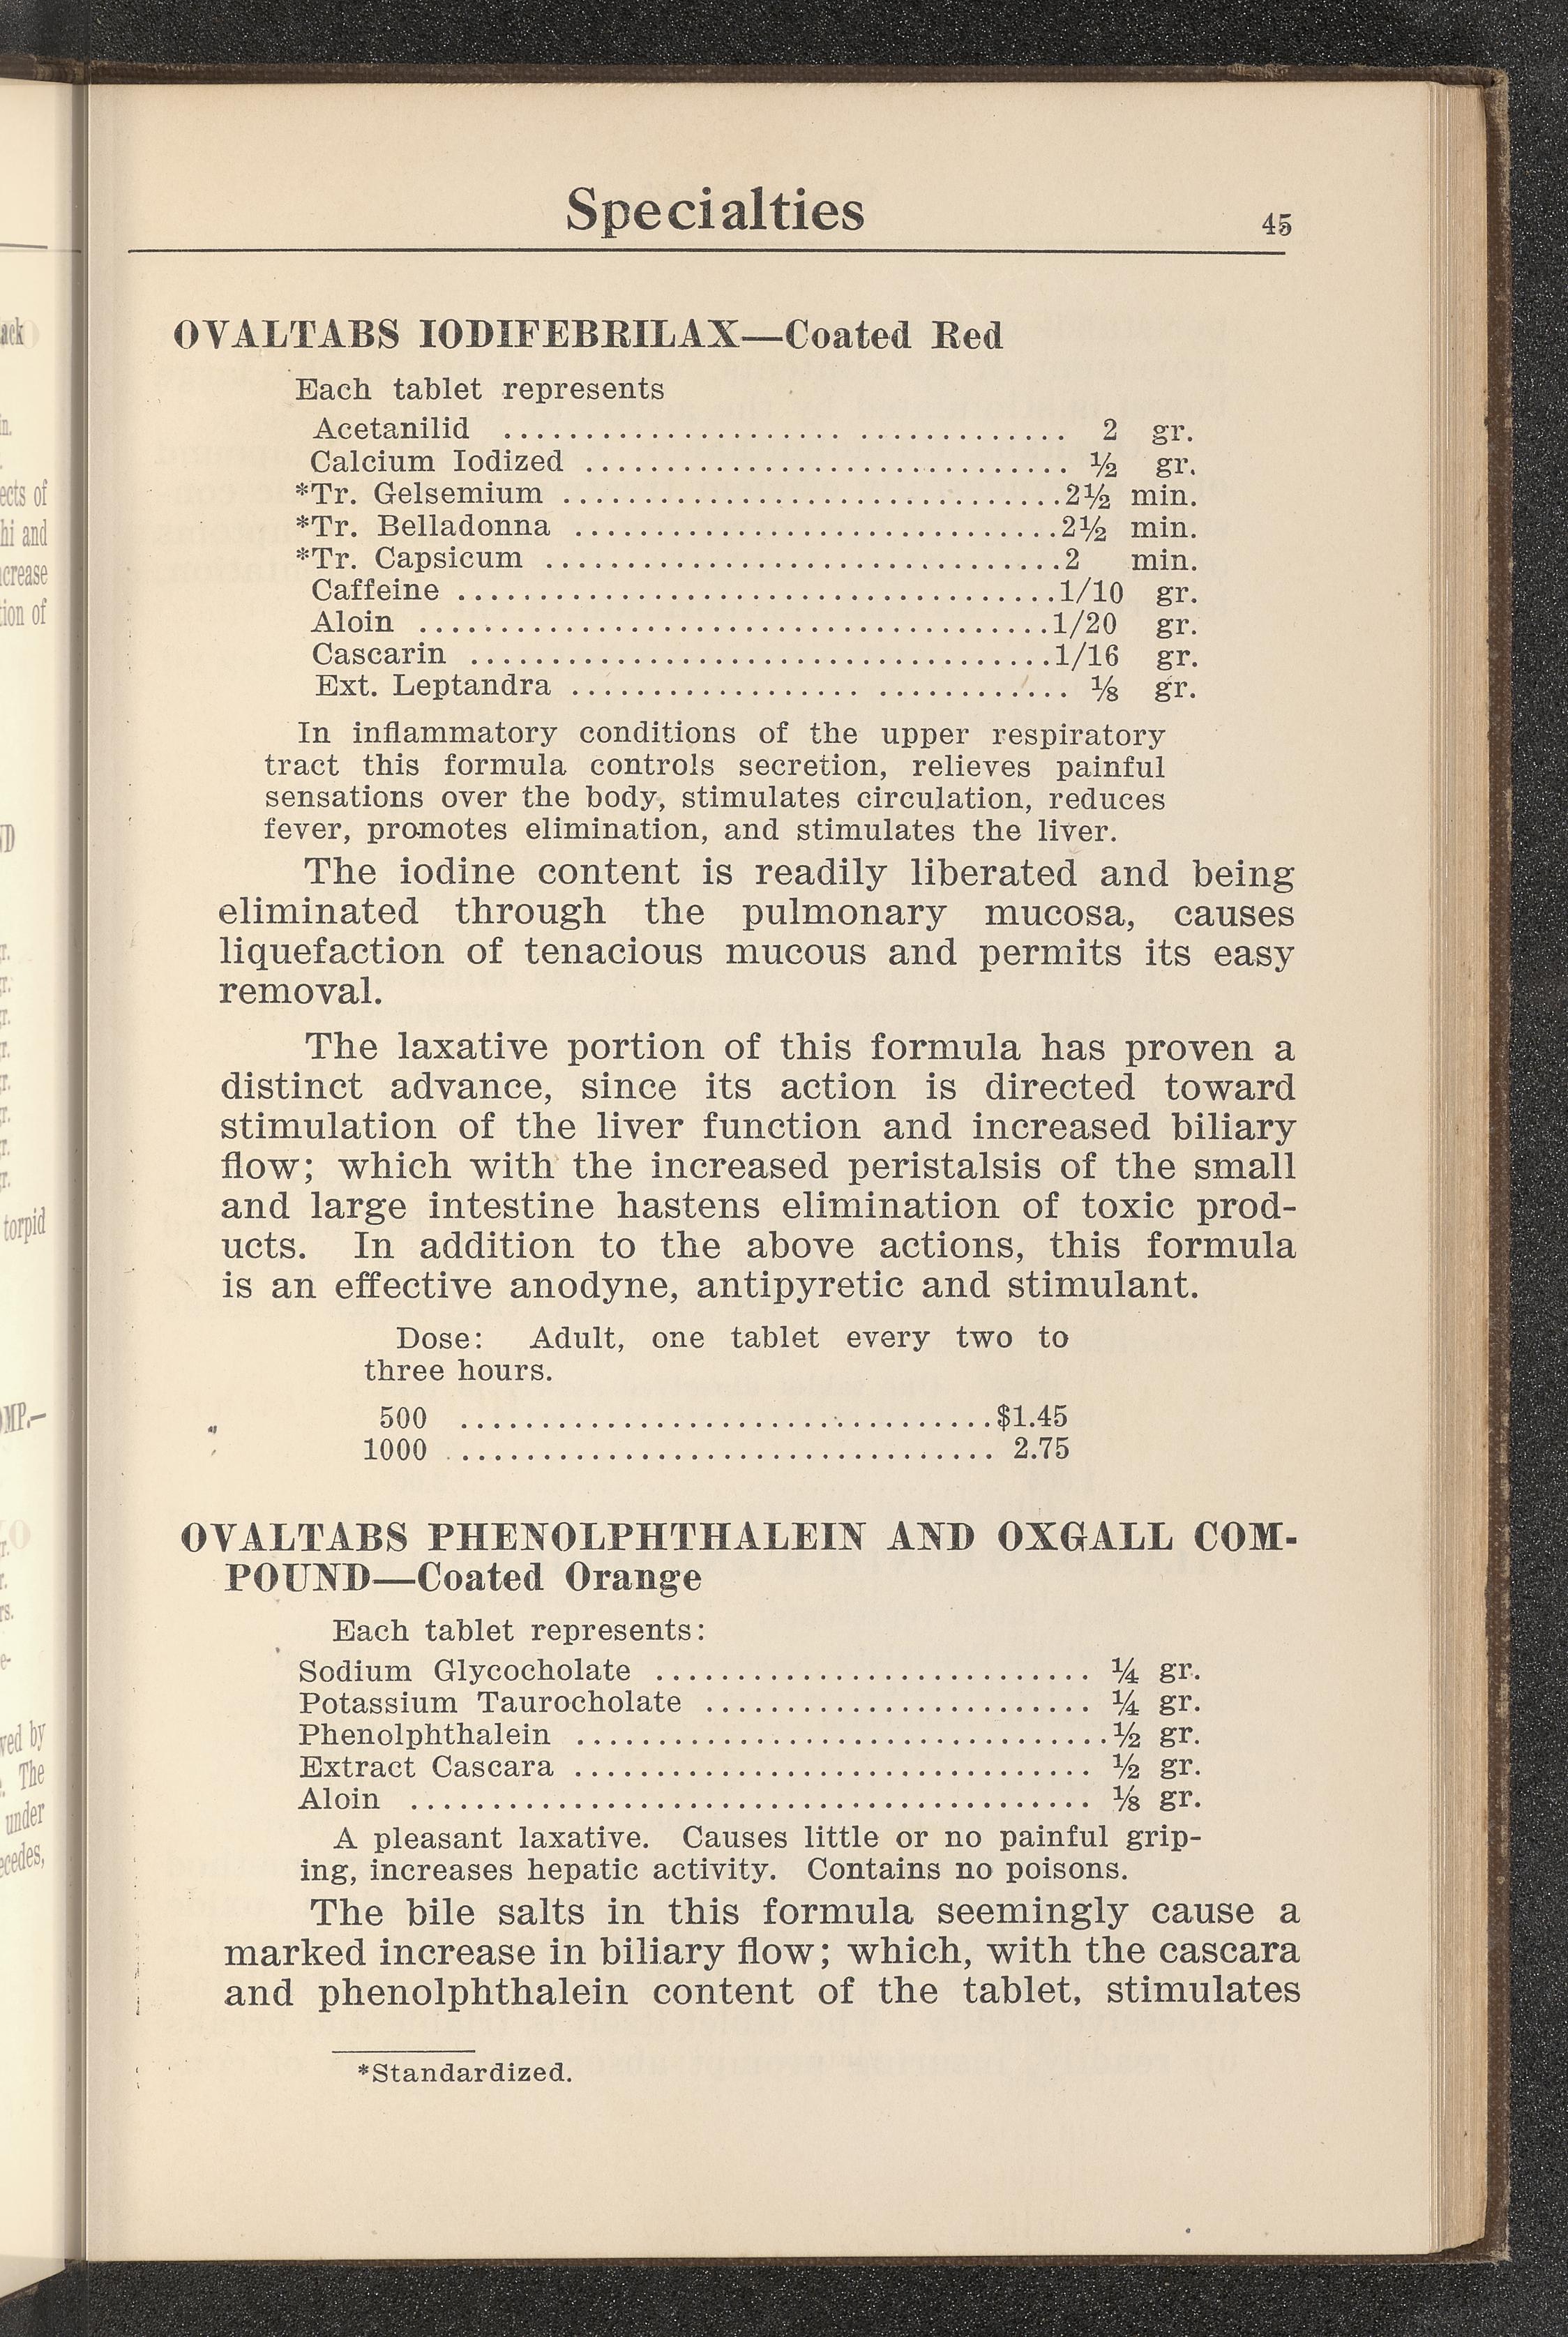 Specialties
45
OVALTABS IODIFEBRILAX—Coated Red
Each tablet represents
Acetanilid .................... ............. 2 gr.
Calcium Iodized .............................. ½ gr.
*Tr. Gelsemium ...............................2½ min.
*Tr. Belladonna ..............................2½ min.
*Tr. Capsicum ................................2 min.
Caffeine .....................................1/10 gr.
Aloin .......................................1/20 gr.
Cascarin ....................................1/16 gr.
Ext. Leptandra .................. ............ ⅛ gr.
In inflammatory conditions of the upper respiratory
tract this formula controls secretion, relieves painful
sensations over the body, stimulates circulation, reduces
fever, promotes elimination, and stimulates the liver.
The iodine content is readily liberated and being
eliminated through the pulmonary mucosa, causes
liquefaction of tenacious mucous and permits its easy
removal.
The laxative portion of this formula has proven a
distinct advance, since its action is directed toward
stimulation of the liver function and increased biliary
flow; which with the increased peristalsis of the small
and large intestine hastens elimination of toxic prod-
ucts. In addition to the above actions, this formula
is an effective anodyne, antipyretic and stimulant.
Dose: Adult, one tablet every two to
three hours.
500 .................................$1.45
1000 ................................. 2.75
OVALTABS PHENOLPHTHALEIN AND OXGALL COM-
POUND—Coated Orange
Each tablet represents:
Sodium Glycocholate ........................... ¼ gr.
Potassium Taurocholate ........................ ¼ gr.
Phenolphthalein .................................½ gr.
Extract Cascara ................................ ½ gr.
Aloin .......................................... ⅛ gr.
A pleasant laxative. Causes little or no painful grip-
ing, increases hepatic activity. Contains no poisons.
The bile salts in this formula seemingly cause a
marked increase in biliary flow; which, with the cascara
and phenolphthalein content of the tablet, stimulates
*Standardized.